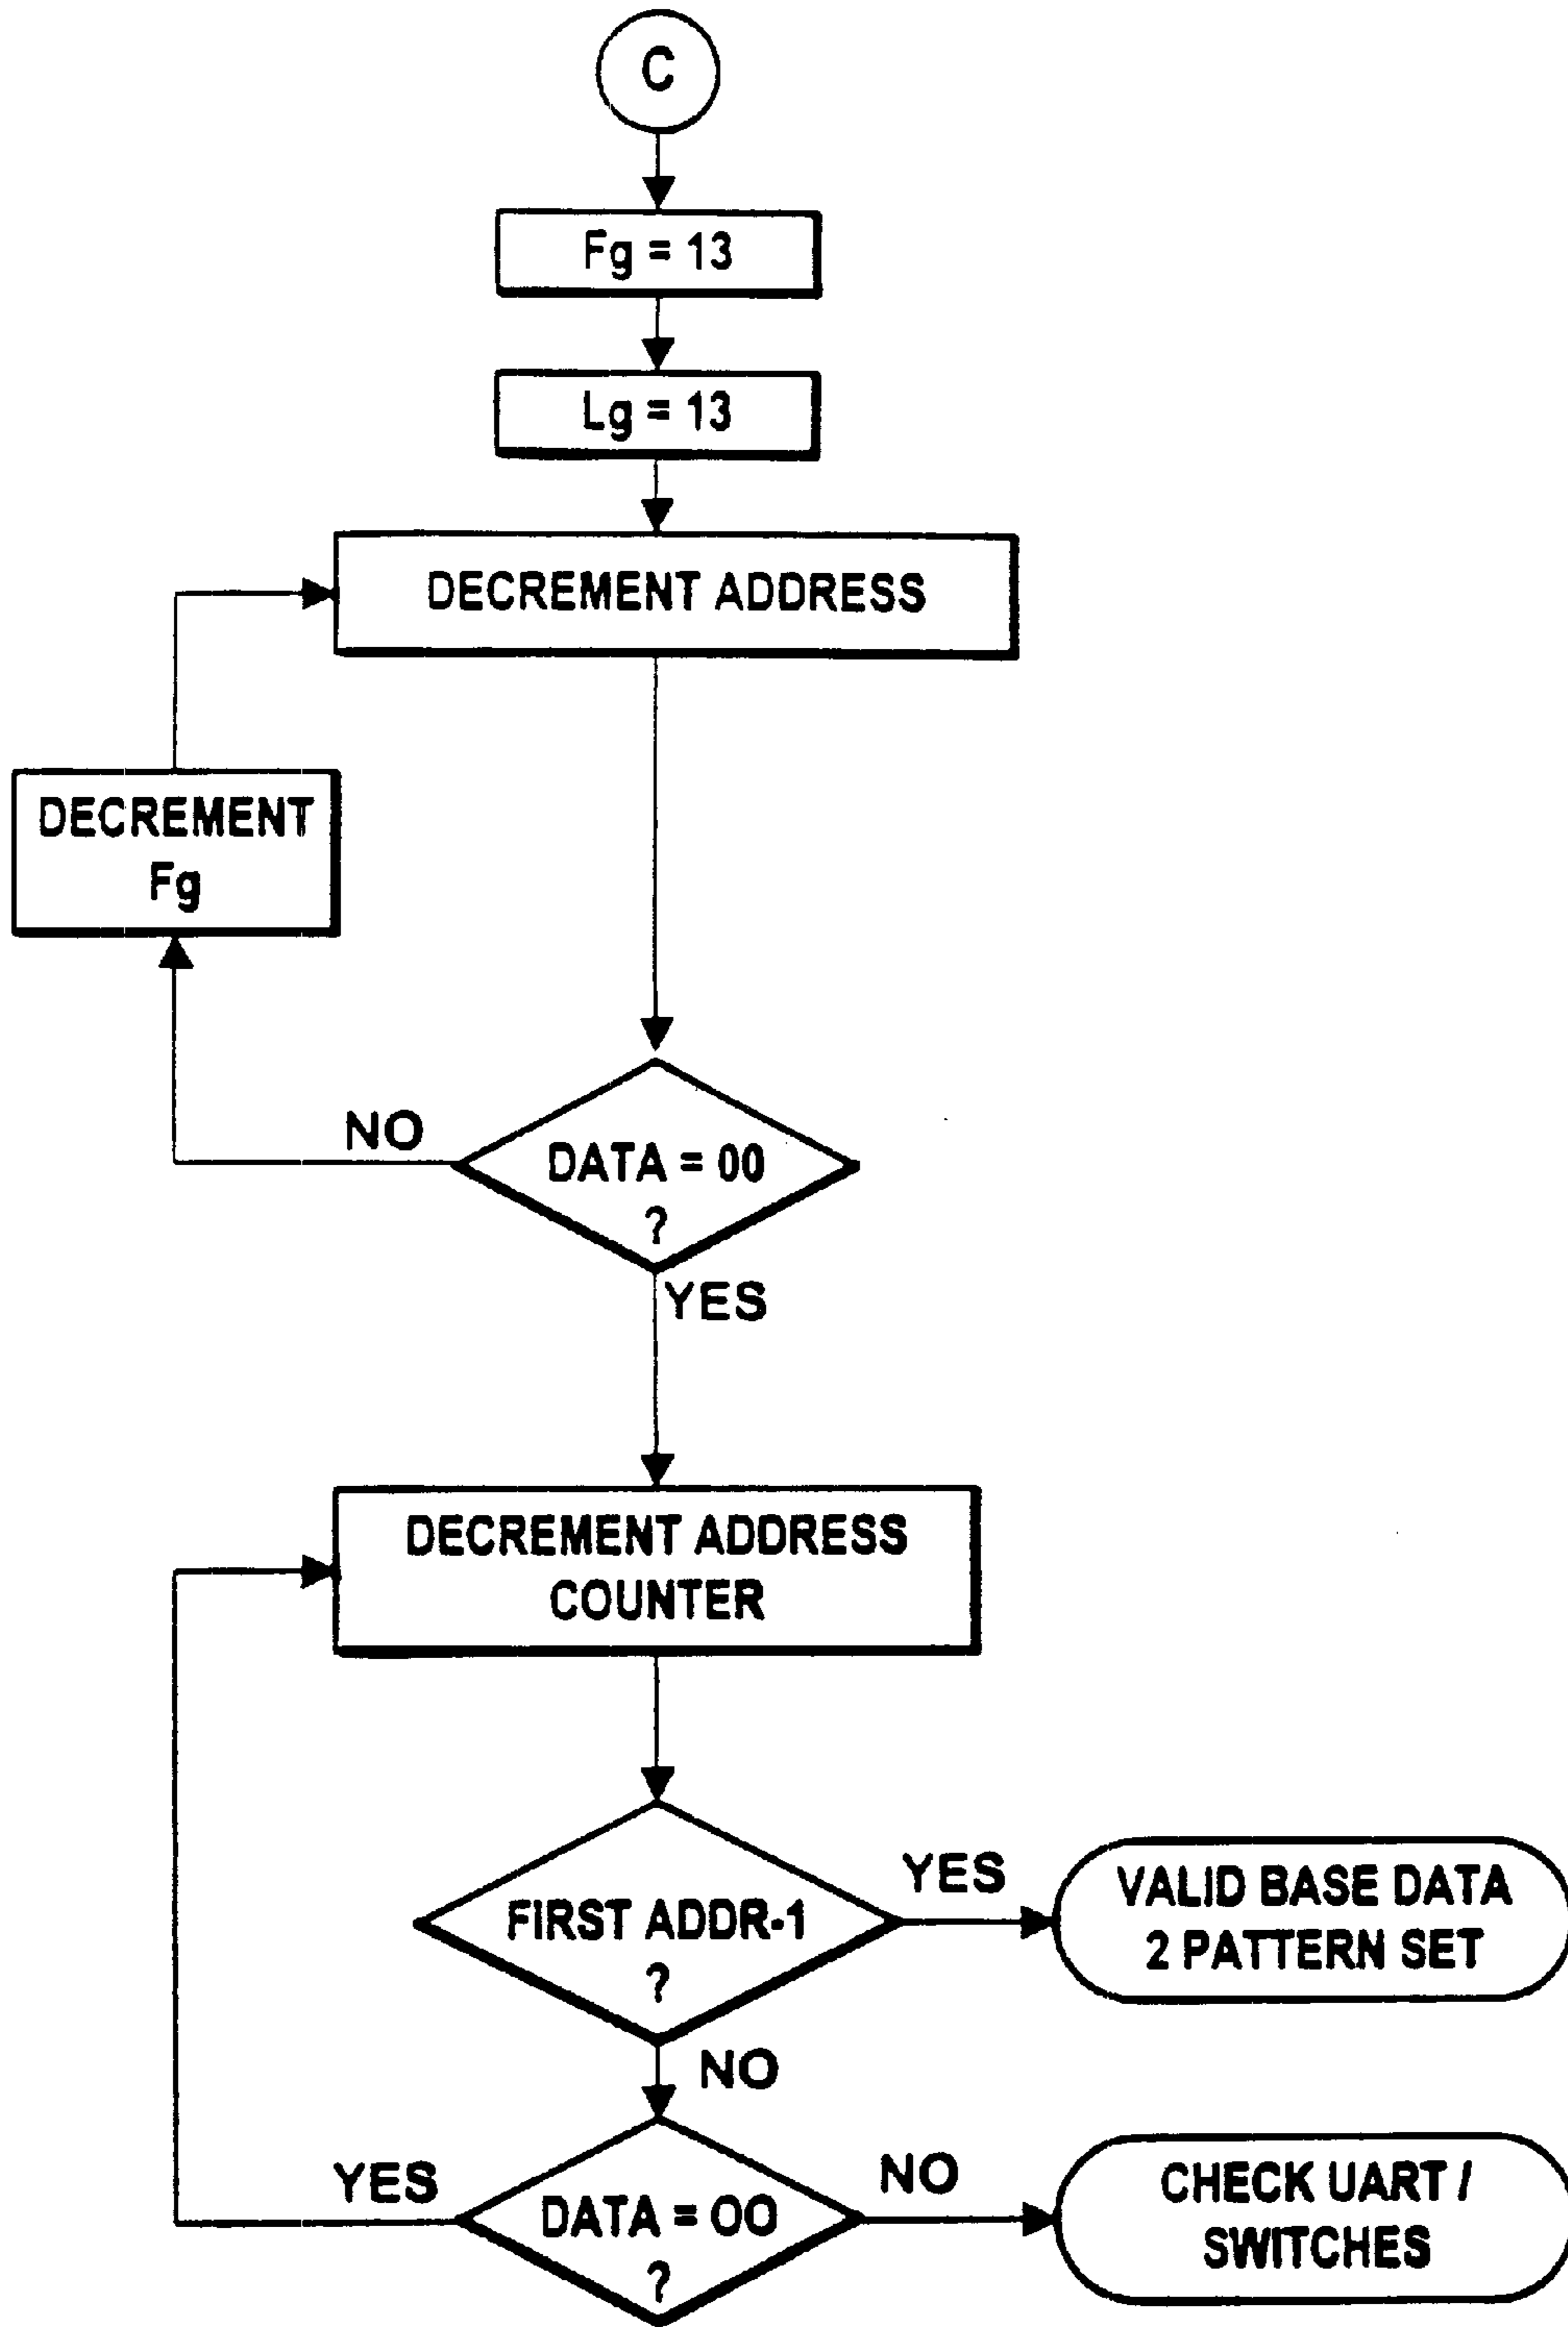 C
Fg = 13
Lg = 13
DECREMENT ADDRESS
DECREMENT
Fg
NO
DATA = 00
?
YES
DECREMENT ADDRESS
COUNTER
FIRST ADDR-1
?
YES
VALID BASE DATA
2 PATTERN SET
NO
DATA = OO
?
YES
NO
CHECK UART /
SWITCHES